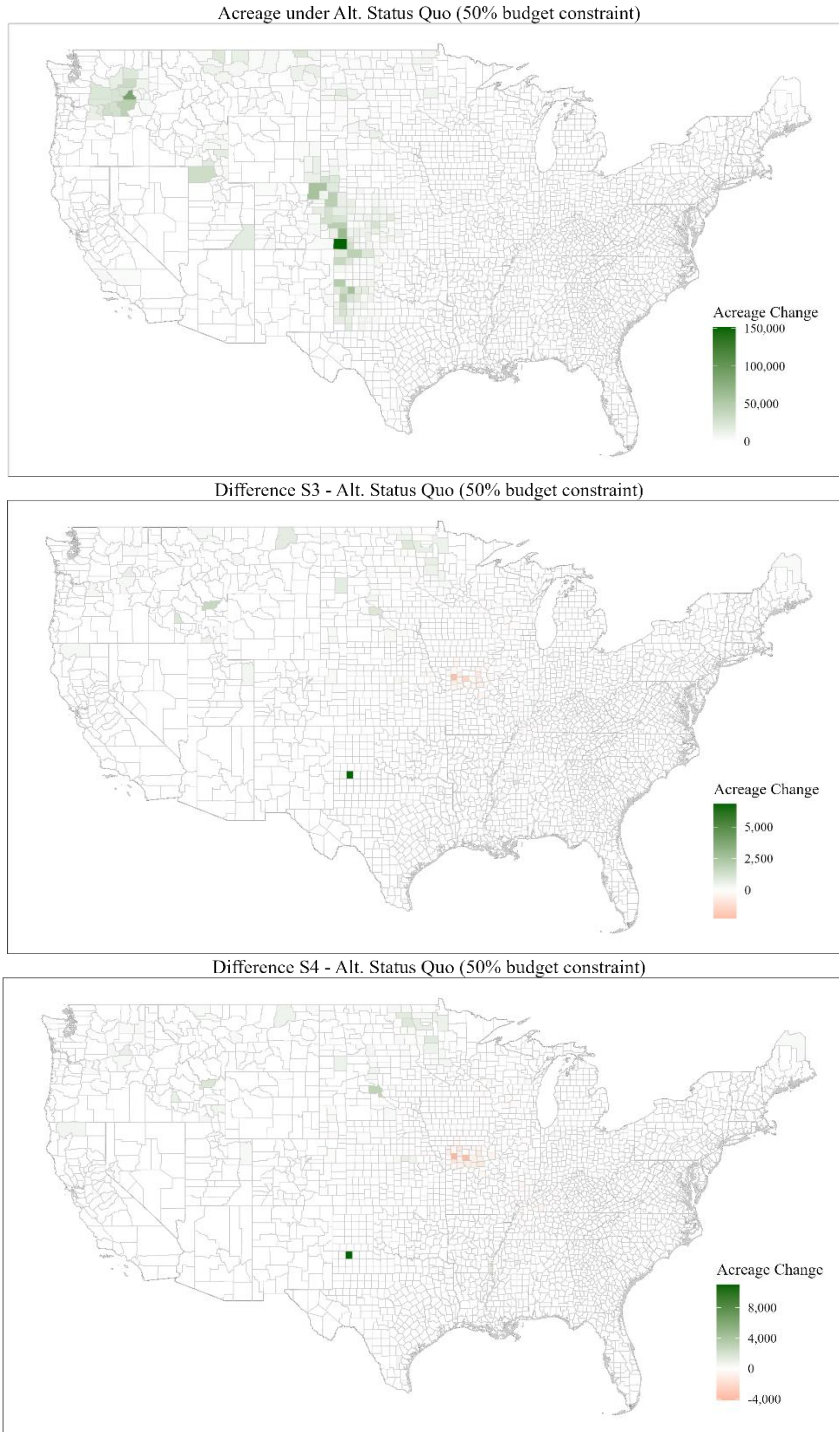 Acreage under Alt. Status Quo (50% budget constraint)
Acreage Change
150,000
100,000
50,000
0
Difference S3 - Alt. Status Quo (50% budget constraint)
Acreage Change
5,000
2,500
0
Difference S4 - Alt. Status Quo (50% budget constraint)
Acreage Change
8,000
4,000
0
-4,000